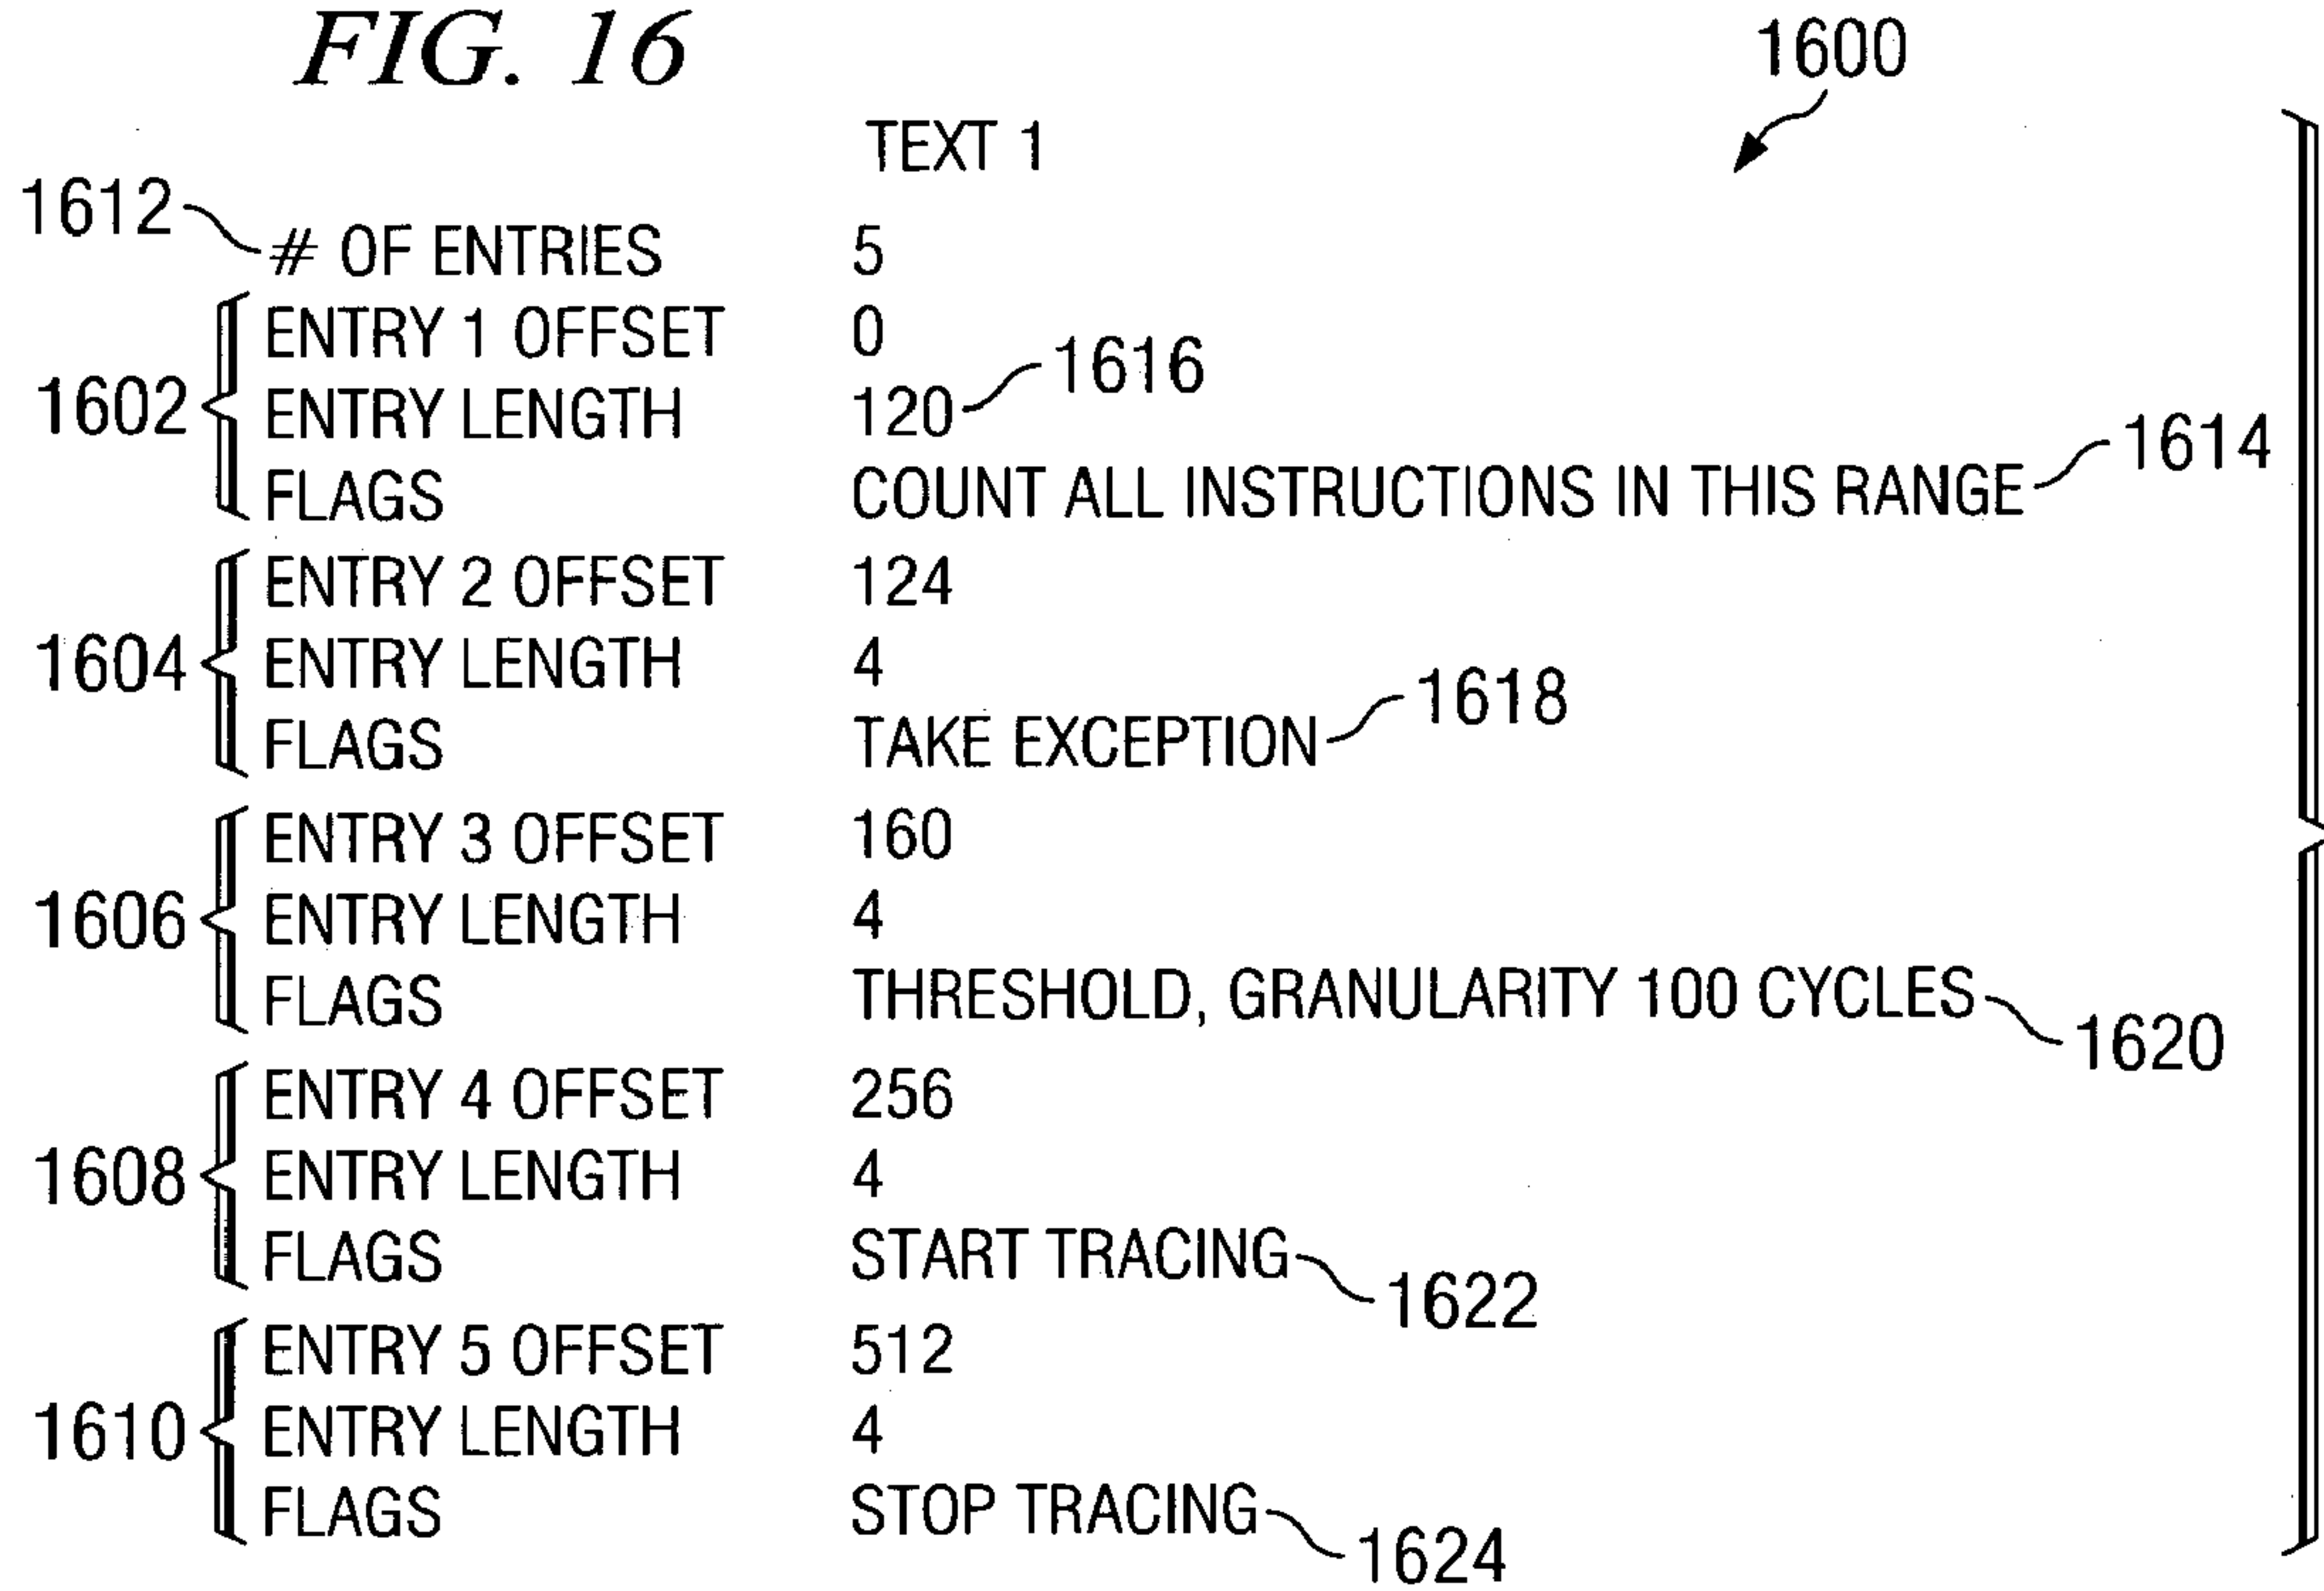 FIG. 16
1600
TEXT 1
1612
# OF ENTRIES 5
ENTRY 1 OFFSET 0
1616
1602 ENTRY LENGTH 120
1614
FLAGS COUNT ALL INSTRUCTIONS IN THIS RANGE
ENTRY 2 OFFSET 124
1604 ENTRY LENGTH 4
1618
FLAGS TAKE EXCEPTION
ENTRY 3 OFFSET 160
1606 ENTRY LENGTH 4
FLAGS THRESHOLD, GRANULARITY 100 CYCLES
1620
ENTRY 4 OFFSET 256
1608 ENTRY LENGTH 4
FLAGS START TRACING
1622
ENTRY 5 OFFSET 512
1610 ENTRY LENGTH 4
FLAGS STOP TRACING
1624